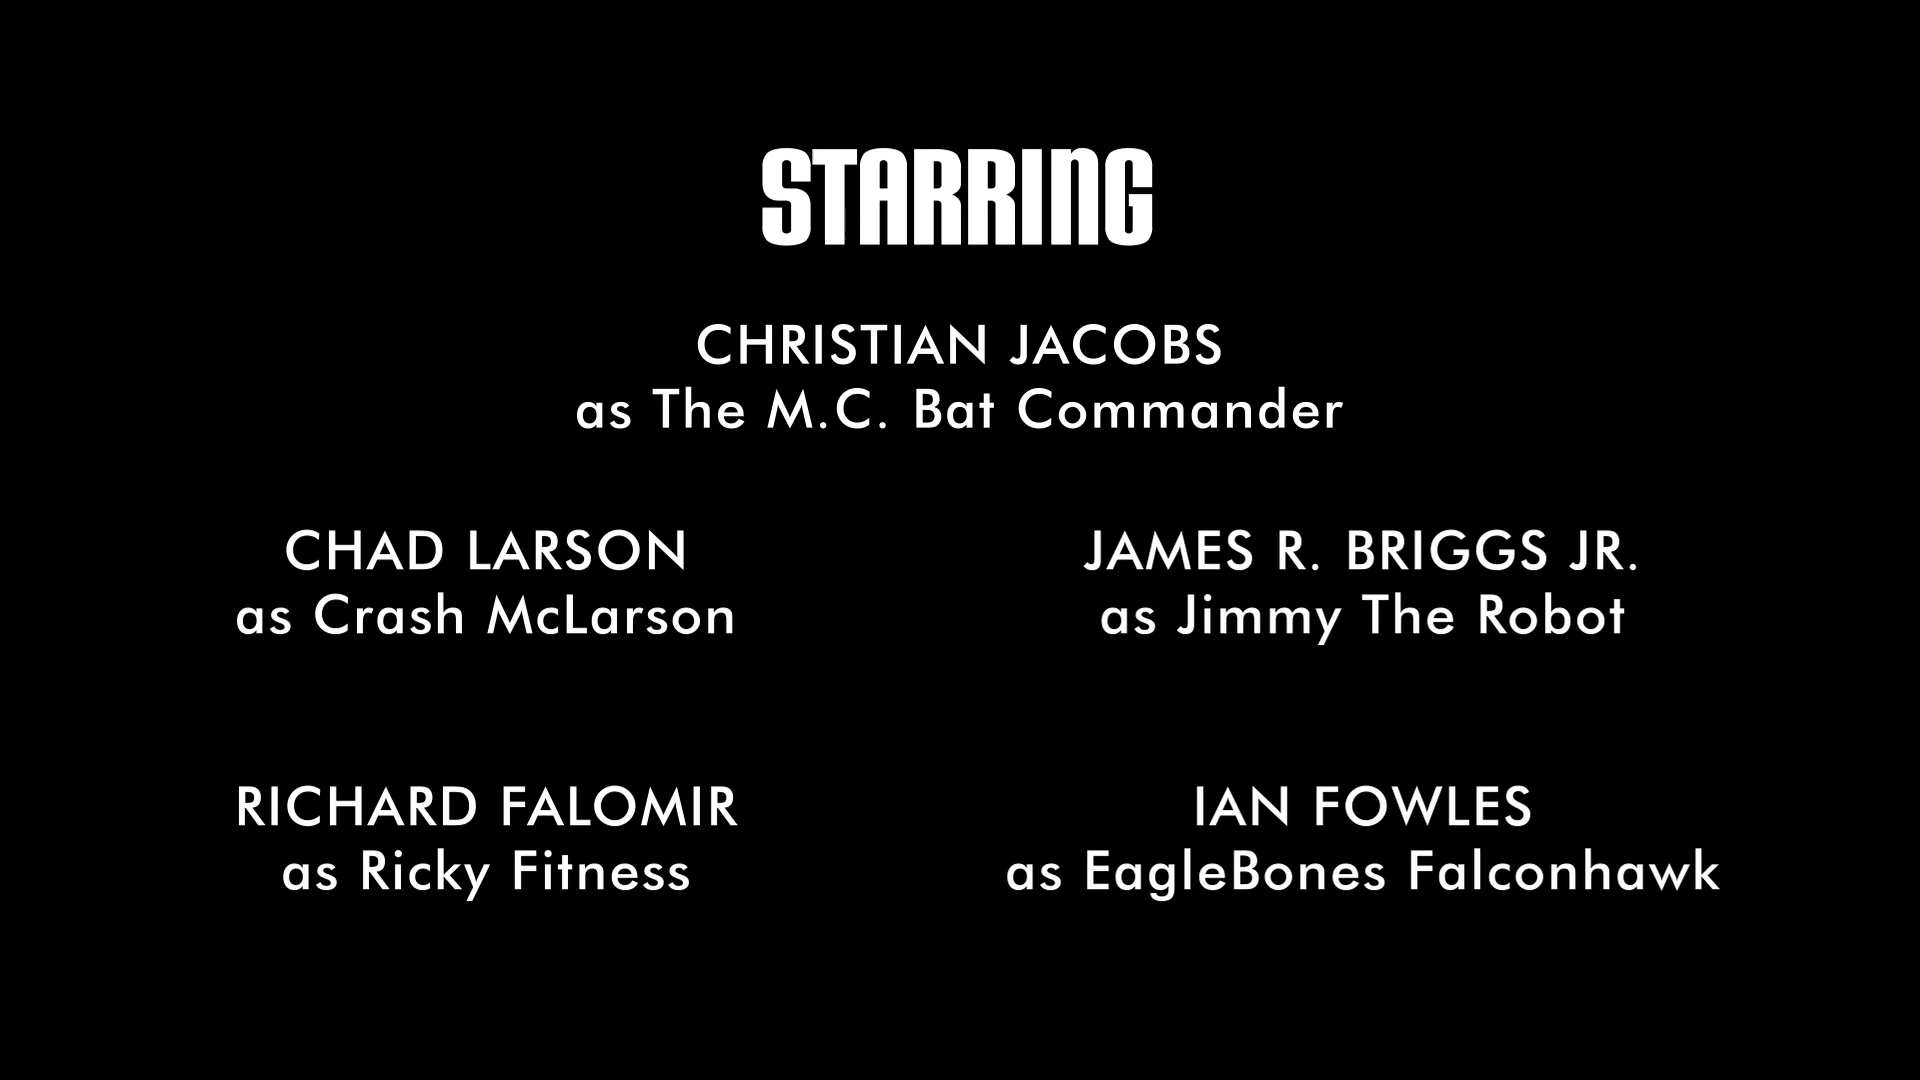 STARRING
CHRISTIAN JACOBS
as The M.C. Bat Commander
CHAD LARSON
as Crash McLarson
JAMES R. BRIGGS JR.
as Jimmy The Robot
RICHARD FALOMIR
as Ricky Fitness
IAN FOWLES
as EagleBones Falconhawk